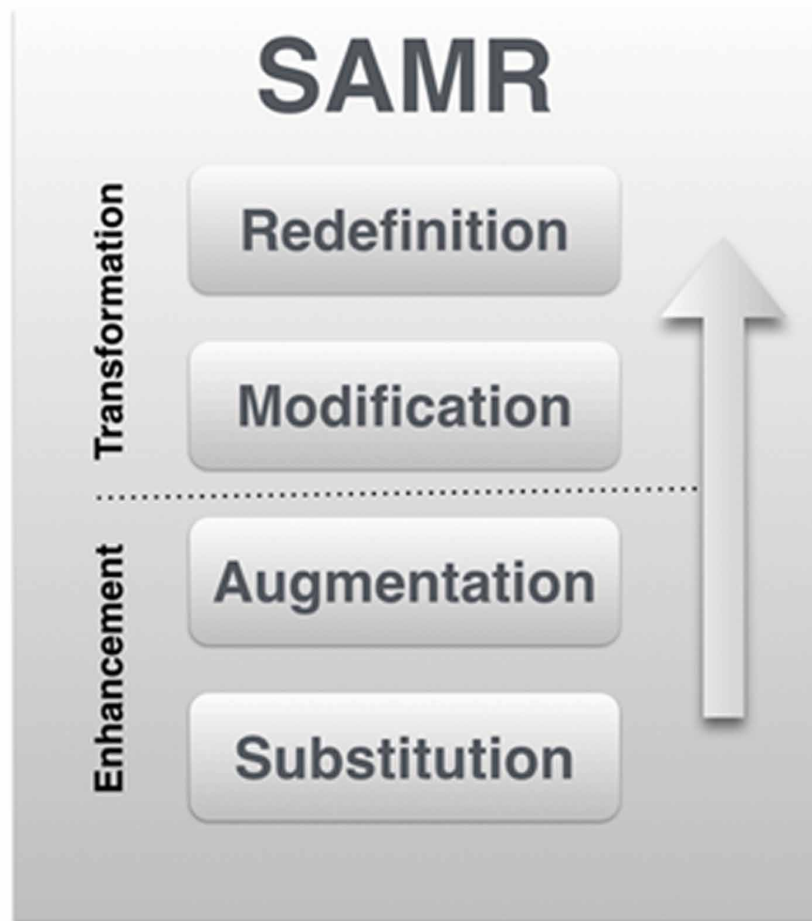 SAMR
Transformation
Redefinition
Modification
Enhancement
Augmentation
Substitution